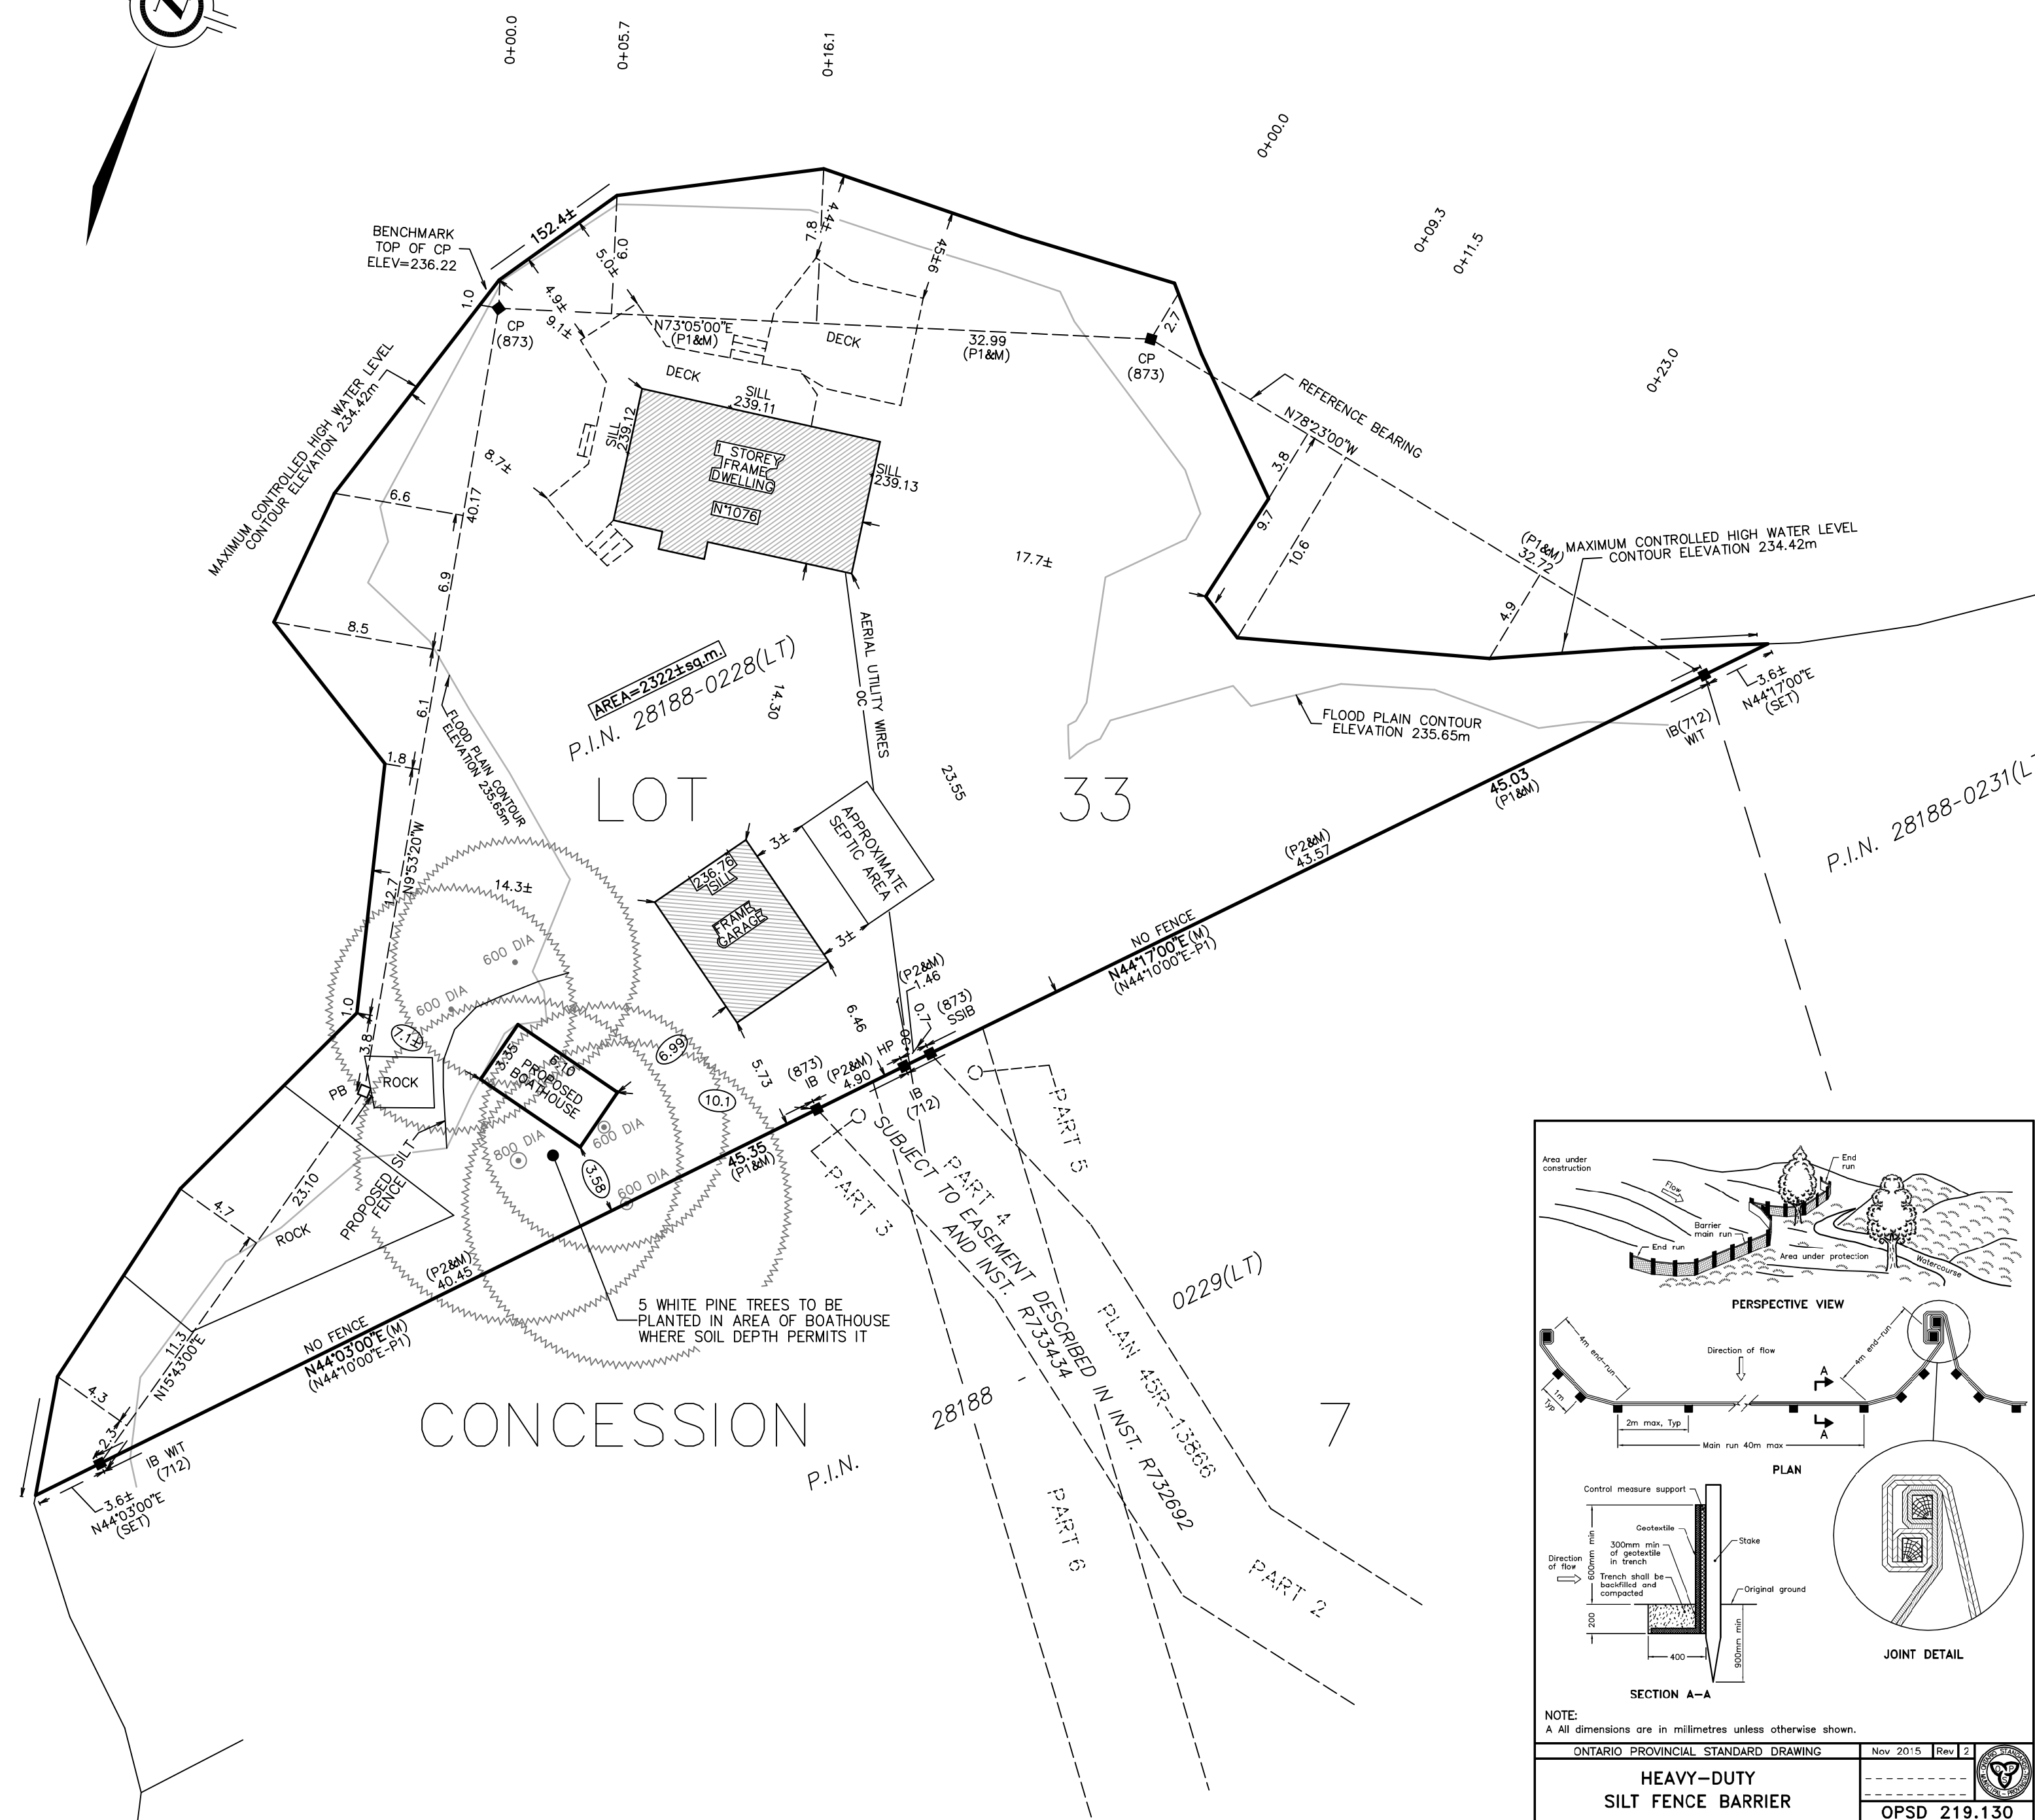 0+00.0
0+05.7
0+16.1
0+00.0
0+09.3
0+11.5
0+23.0
BENCHMARK
TOP OF CP
ELEV=236.22
152.4±
1.0
CP
(873)
5.0±
6.0
4.9±
9.1±
7.8
4.4±
45±6
N73°05'00"E
(P1&M)
DECK
32.99
(P1&M)
2.7
CP
(873)
DECK
SILL
239.11
SILL
239.12
1 STOREY
FRAME
DWELLING
N°1076
SILL
239.13
REFERENCE BEARING
N78°23'00"W
3.8
9.7
10.6
(P1&M)
32.72
4.9
MAXIMUM CONTROLLED HIGH WATER LEVEL
CONTOUR ELEVATION 234.42m
MAXIMUM CONTROLLED HIGH WATER LEVEL
CONTOUR ELEVATION 234.42m
8.7±
6.6
40.17
6.9
8.5
6.1
1.8
17.7±
AERIAL UTILITY WIRES
OC
AREA=2322±sq.m.
P.I.N. 28188-0228(LT)
14.30
FLOOD PLAIN CONTOUR
ELEVATION 235.65m
FLOOD PLAIN CONTOUR
ELEVATION 235.65m
3.6±
N44°17'00"E
(SET)
IB(712)
WIT
LOT 33
23.55
45.03
(P1&M)
P.I.N. 28188-0231(L
(P2&M)
43.57
APPROXIMATE
SEPTIC AREA
3±
3±
236.76
SILL
FRAME
GARAGE
N9°53'20"W
12.7
14.3±
600 DIA
600 DIA
NO FENCE
N44°17'00"E(M)
(N44°10'00"E-P1)
(P2&M)
1.46
0.7
(873)
SSIB
6.46
5.73
OC
HP
(873)
IB
(P2&M)
4.90
IB
(712)
1.0
3.8
7.1±
PB
ROCK
3.35
6.10
PROPOSED
BOATHOUSE
6.99
10.1
800 DIA
600 DIA
600 DIA
3.58
45.35
(P1&M)
PROPOSED SILT
FENCE
4.7
23.10
ROCK
(P2&M)
40.45
5 WHITE PINE TREES TO BE
PLANTED IN AREA OF BOATHOUSE
WHERE SOIL DEPTH PERMITS IT
NO FENCE
N44°03'00"E(M)
(N44°10'00"E-P1)
11.3
N15°43'00"E
4.3
2.3
IB WIT
(712)
3.6±
N44°03'00"E
(SET)
PART 3
PART 4
PART 5
SUBJECT TO EASEMENT DESCRIBED IN INST. R732692
AND INST. R733434
PLAN 45R-13866
PART 6
PART 2
CONCESSION 7
P.I.N. 28188 - 0229(LT)
Area under
construction
Flow
End
run
Barrier
main run
End run
Area under protection
Watercourse
PERSPECTIVE VIEW
4m end-run
Direction of flow
4m end-run
1m
Typ
2m max, Typ
A
A
Main run 40m max
PLAN
Control measure support
Geotextile
300mm min
of geotextile
in trench
Trench shall be
backfilled and
compacted
Direction
of flow
600mm min
200
400
Stake
Original ground
900mm min
SECTION A-A
JOINT DETAIL
NOTE:
A All dimensions are in millimetres unless otherwise shown.
ONTARIO PROVINCIAL STANDARD DRAWING
Nov 2015 Rev 2
HEAVY-DUTY
SILT FENCE BARRIER
OPSD 219.130